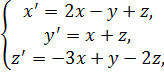 x′ = 2x − y + z,
y′ = x + z,
z′ = −3x + y − 2z,